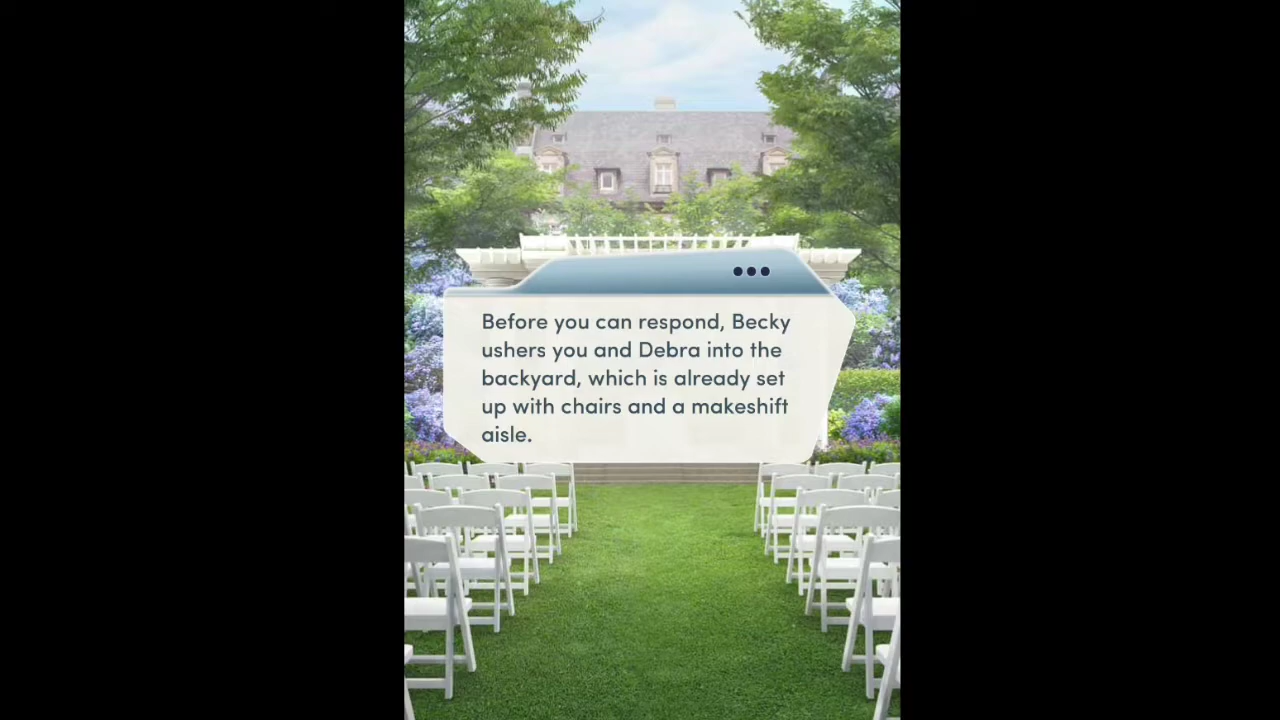 Before you can respond, Becky
ushers you and Debra into the
backyard, which is already set
up with chairs and a makeshift
aisle.